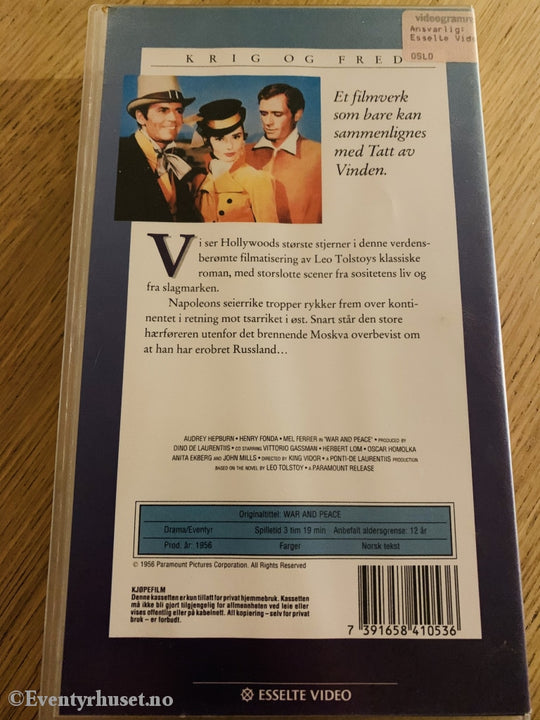 videogramre
Ansvarlig:
Esselte Vide
OSLO
KRIG OG FRED
Et filmverk
som bare kan
sammenlignes
med Tatt av
Vinden.
Vi ser Hollywoods største stjerner i denne verdens-
berømte filmatisering av Leo Tolstoys klassiske
roman, med storslotte scener fra sositetens liv og
fra slagmarken.
Napoleons seierrike tropper rykker frem over konti-
nentet i retning mot tsarriket i øst. Snart står den store
hærføreren utenfor det brennende Moskva overbevist om
at han har erobret Russland…
AUDREY HEPBURN • HENRY FONDA • MEL FERRER IN "WAR AND PEACE" • PRODUCED BY
DINO DE LAURENTIIS • CO STARRING VITTORIO GASSMAN • HERBERT LOM • OSCAR HOMOLKA
ANITA EKBERG AND JOHN MILLS • DIRECTED BY KING VIDOR • A PONTI-DE LAURENTIIS PRODUCTION
BASED ON THE NOVEL BY LEO TOLSTOY • A PARAMOUNT RELEASE
Originaltittel: WAR AND PEACE
Drama/Eventyr Spilletid 3 tim 19 min Anbefalt aldersgrense: 12 år
Prod. år: 1956 Farger Norsk tekst
© 1956 Paramount Pictures Corporation. All Rights Reserved
KJØPEFILM
Denne kassetten er kun tillatt for privat hjemmebruk. Kassetten
må ikke bli gjort tilgjengelig for allmennheten ved leie eller
vises offentlig eller på kabelnett. All kopiering – selv for privat
bruk – er forbudt.
7 391658 410536
ESSELTE VIDEO
©Eventyrhuset.no